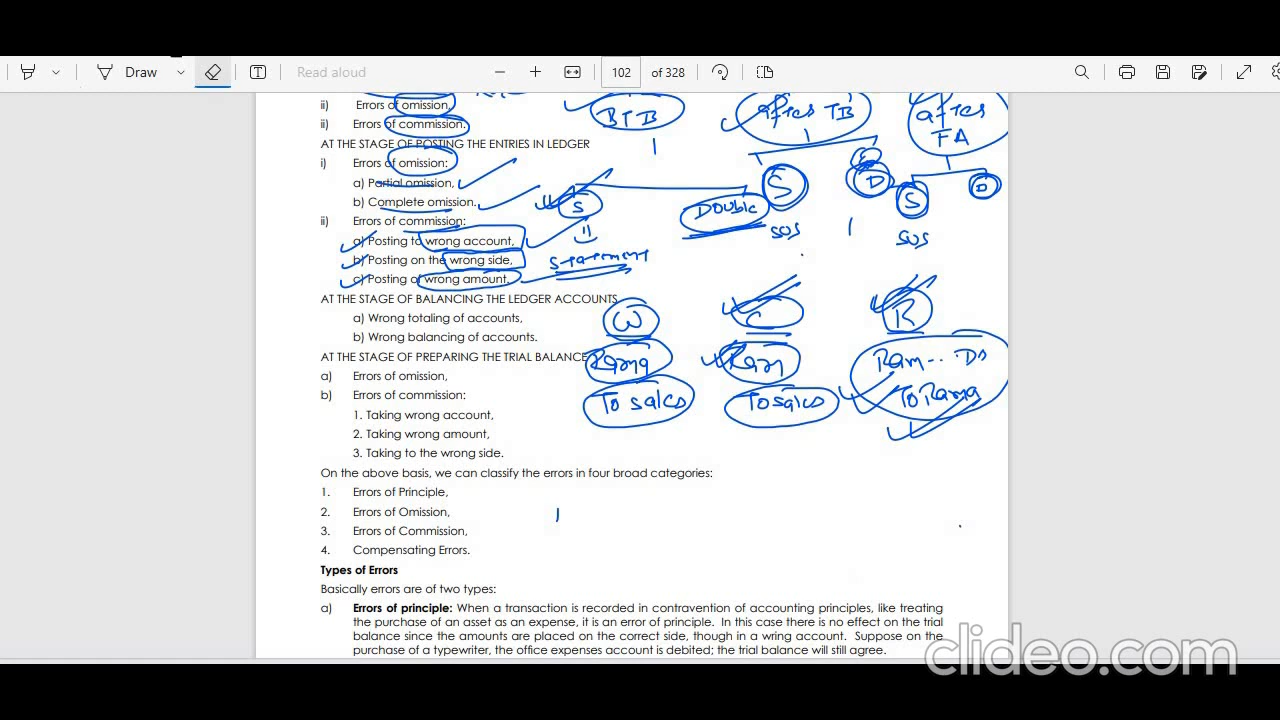 Draw
Read aloud
102 of 328
ii) Errors of omission,
ii) Errors of commission.
BTB
after TB
after FA
AT THE STAGE OF POSTING THE ENTRIES IN LEDGER
i) Errors of omission:
a) Partial omission,
b) Complete omission.
S
Double
S
D
S
D
SOS
SOS
ii) Errors of commission:
a) Posting to wrong account,
b) Posting on the wrong side,
c) Posting of wrong amount.
Statement
AT THE STAGE OF BALANCING THE LEDGER ACCOUNTS
a) Wrong totaling of accounts,
b) Wrong balancing of accounts.
W
C
R
AT THE STAGE OF PREPARING THE TRIAL BALANCE
Rama
Ram
Ram... Dr
a) Errors of omission,
b) Errors of commission:
To sales
To sales
To Rama
1. Taking wrong account,
2. Taking wrong amount,
3. Taking to the wrong side.
On the above basis, we can classify the errors in four broad categories:
1. Errors of Principle,
2. Errors of Omission,
3. Errors of Commission,
4. Compensating Errors.
Types of Errors
Basically errors are of two types:
a) Errors of principle: When a transaction is recorded in contravention of accounting principles, like treating
the purchase of an asset as an expense, it is an error of principle. In this case there is no effect on the trial
balance since the amounts are placed on the correct side, though in a wring account. Suppose on the
purchase of a typewriter, the office expenses account is debited; the trial balance will still agree.
clideo.com